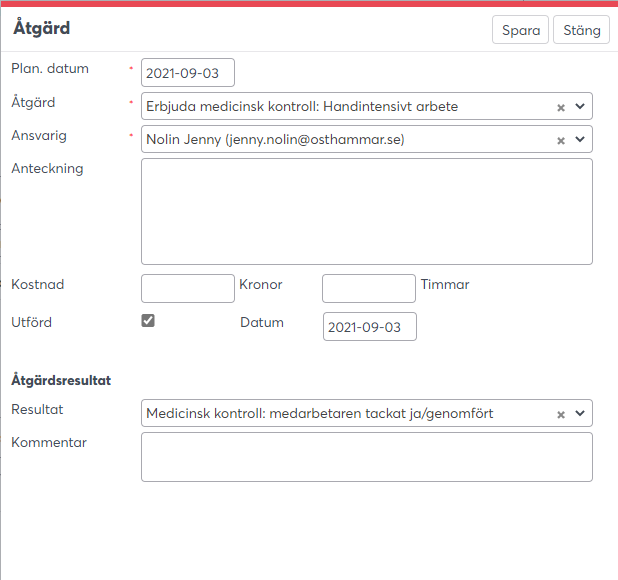 Åtgärd
Spara
Stäng
Plan. datum * 2021-09-03
Åtgärd * Erbjuda medicinsk kontroll: Handintensivt arbete
Ansvarig * Nolin Jenny (jenny.nolin@osthammar.se)
Anteckning
Kostnad Kronor Timmar
Utförd Datum 2021-09-03
Åtgärdsresultat
Resultat Medicinsk kontroll: medarbetaren tackat ja/genomfört
Kommentar